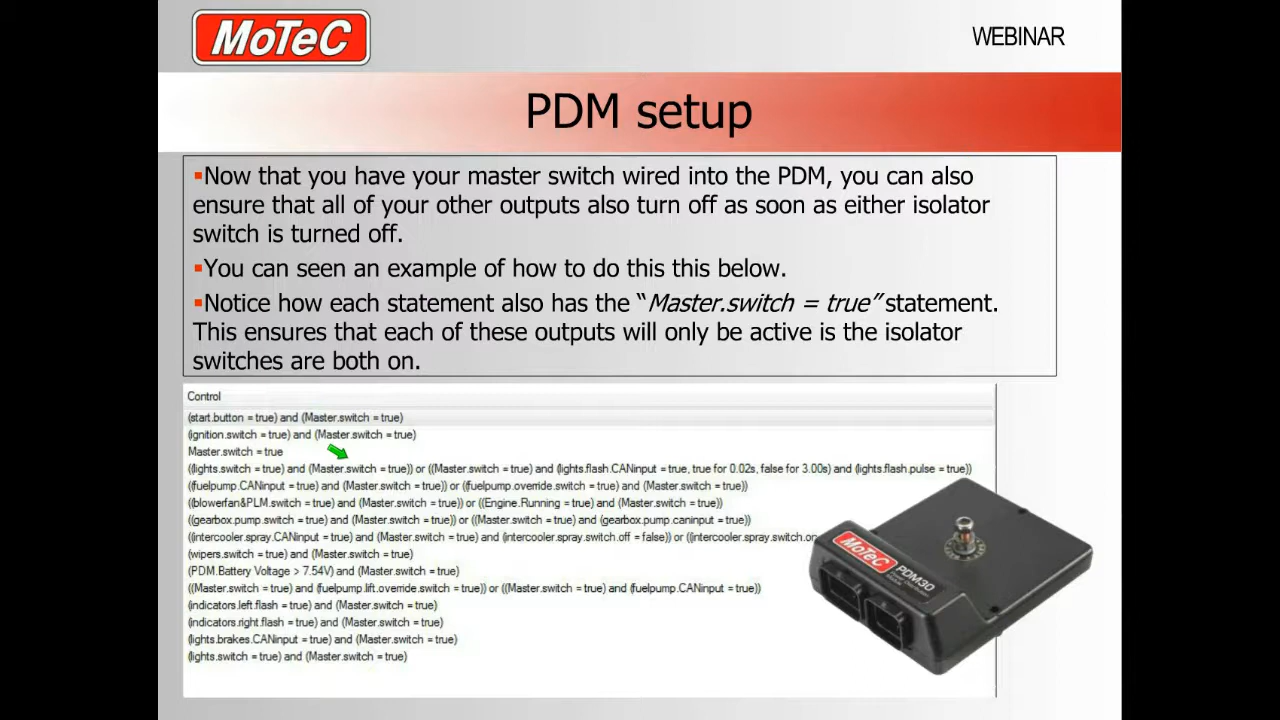 MoTeC
WEBINAR
PDM setup
▪Now that you have your master switch wired into the PDM, you can also
ensure that all of your other outputs also turn off as soon as either isolator
switch is turned off.
▪You can seen an example of how to do this this below.
▪Notice how each statement also has the “Master.switch = true” statement.
This ensures that each of these outputs will only be active is the isolator
switches are both on.
Control
(start.button = true) and (Master.switch = true)
(ignition.switch = true) and (Master.switch = true)
Master.switch = true
((lights.switch = true) and (Master.switch = true)) or ((Master.switch = true) and (lights.flash.CANinput = true, true for 0.02s, false for 3.00s) and (lights.flash.pulse = true))
((fuelpump.CANinput = true) and (Master.switch = true)) or ((fuelpump.override.switch = true) and (Master.switch = true))
((blowerfan&PLM.switch = true) and (Master.switch = true)) or ((Engine.Running = true) and (Master.switch = true))
((gearbox.pump.switch = true) and (Master.switch = true)) or ((Master.switch = true) and (gearbox.pump.caninput = true))
((intercooler.spray.CANinput = true) and (Master.switch = true) and (intercooler.spray.switch.off = false)) or ((intercooler.spray.switch.on
(wipers.switch = true) and (Master.switch = true)
(PDM.Battery Voltage > 7.54V) and (Master.switch = true)
((Master.switch = true) and (fuelpump.lift.override.switch = true)) or ((Master.switch = true) and (fuelpump.CANinput = true))
(indicators.left.flash = true) and (Master.switch = true)
(indicators.right.flash = true) and (Master.switch = true)
(lights.brakes.CANinput = true) and (Master.switch = true)
(lights.switch = true) and (Master.switch = true)
MoTeC PDM30